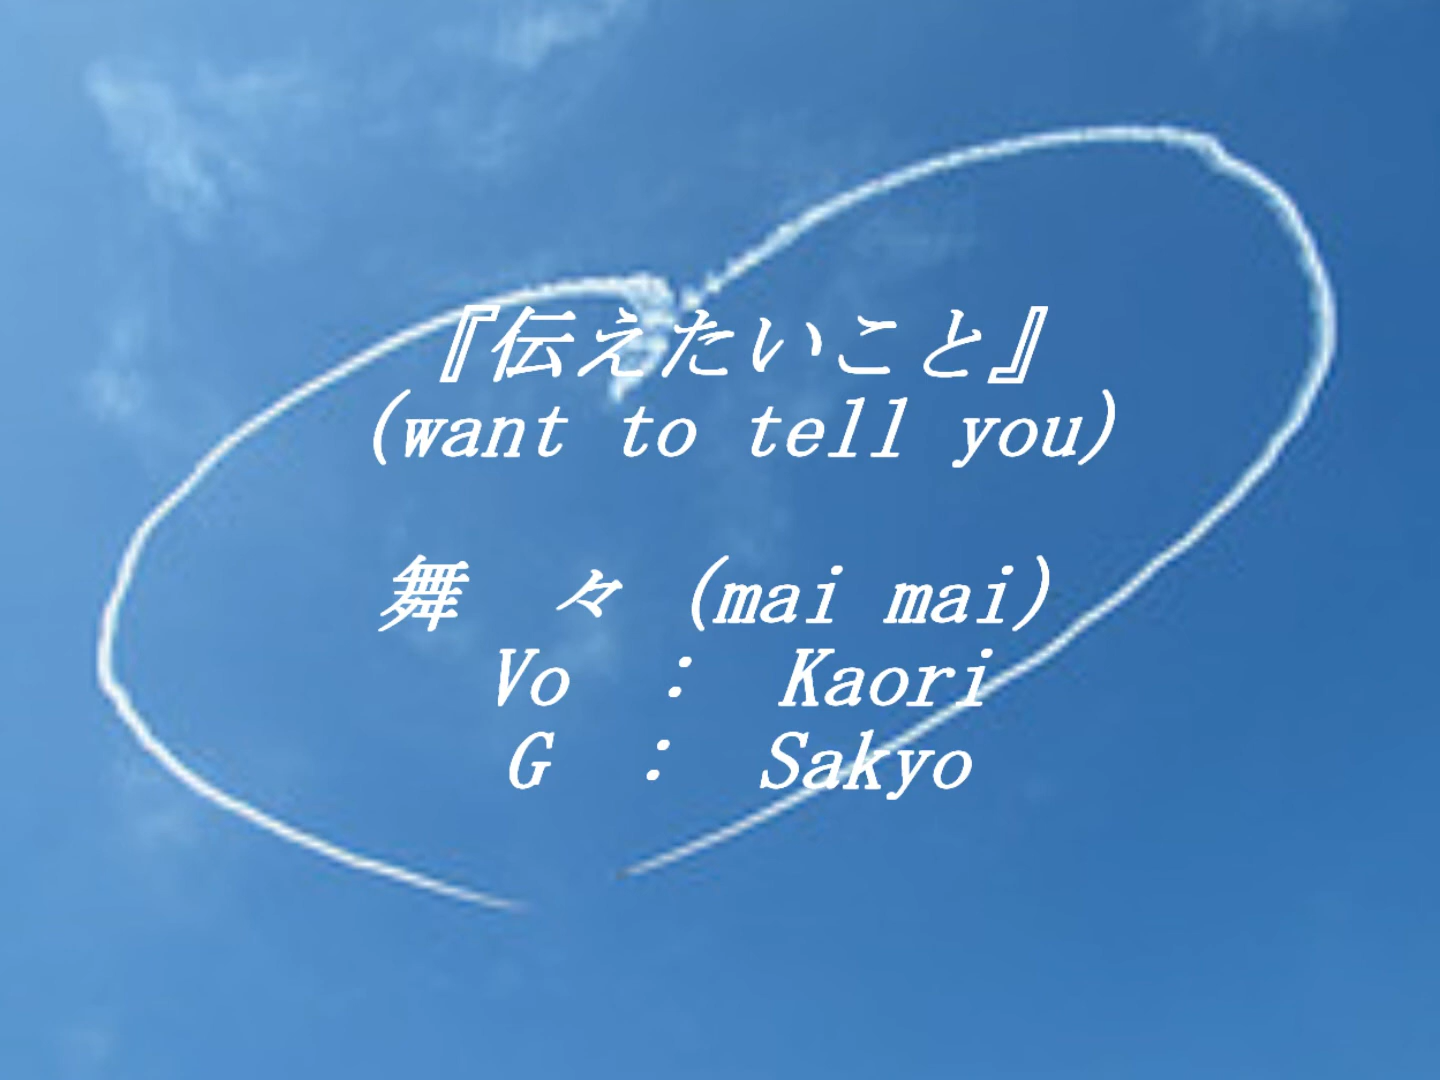 『伝えたいこと』
(want to tell you)
舞　々 (mai mai)
Vo　：　Kaori
G　：　Sakyo